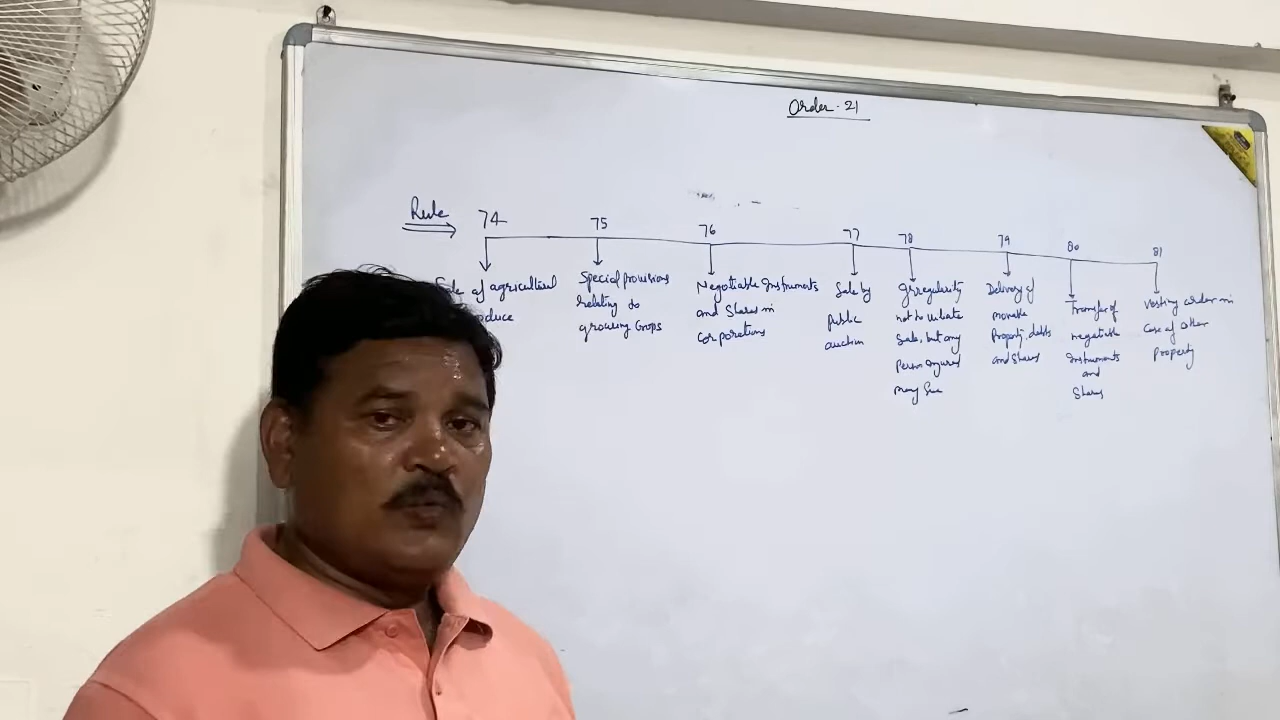 Order - 21
Rule
74
75
76
77
78
79
80
81
Sale of agricultural
oduce
Special provisions
relating to
growing Crops
Negotiable Instruments
and Shares in
Corporations
Sale by
Public
auction
Irregularity
not to vitiate
Sale, but any
Person injured
may Sue
Delivery of
movable
Property, debts
and Shares
Transfer of
negotiable
Instruments
and
Shares
Vesting order in
Case of other
Property